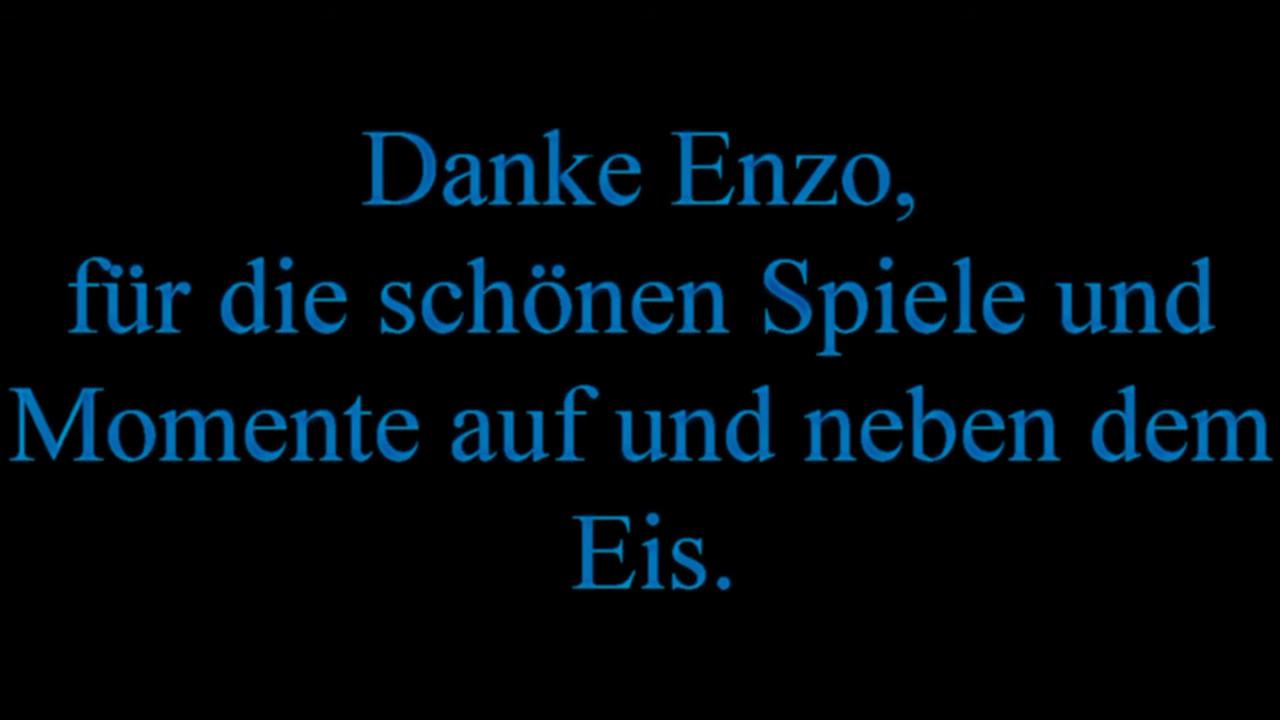 Danke Enzo,
für die schönen Spiele und
Momente auf und neben dem
Eis.